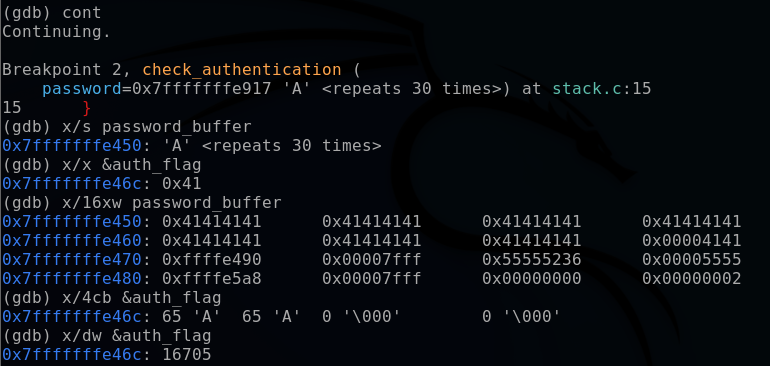 (gdb) cont
Continuing.
Breakpoint 2, check_authentication (
    password=0x7fffffffe917 'A' <repeats 30 times>) at stack.c:15
15      }
(gdb) x/s password_buffer
0x7fffffffe450: 'A' <repeats 30 times>
(gdb) x/x &auth_flag
0x7fffffffe46c: 0x41
(gdb) x/16xw password_buffer
0x7fffffffe450: 0x41414141      0x41414141      0x41414141      0x41414141
0x7fffffffe460: 0x41414141      0x41414141      0x41414141      0x00004141
0x7fffffffe470: 0xffffe490      0x00007fff      0x55555236      0x00005555
0x7fffffffe480: 0xffffe5a8      0x00007fff      0x00000000      0x00000002
(gdb) x/4cb &auth_flag
0x7fffffffe46c: 65 'A'  65 'A'  0 '\000'        0 '\000'
(gdb) x/dw &auth_flag
0x7fffffffe46c: 16705